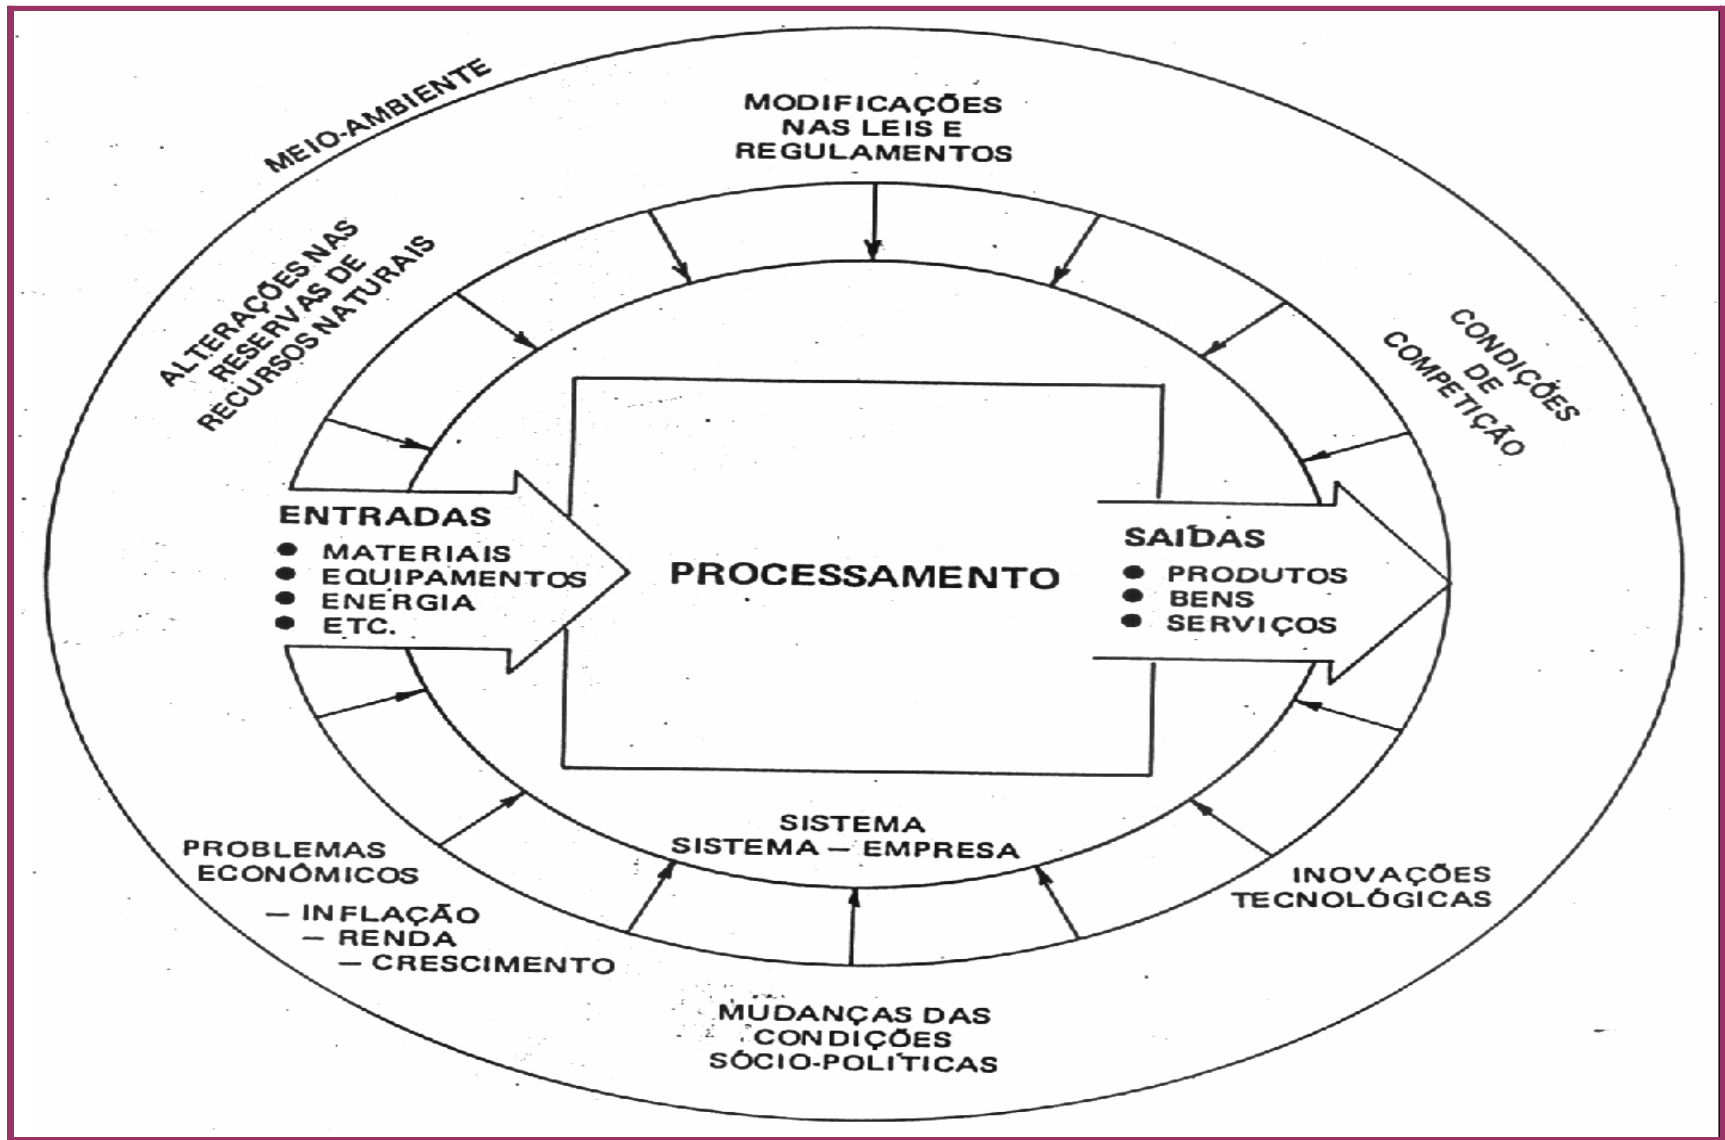 MEIO-AMBIENTE
MODIFICAÇÕES
NAS LEIS E
REGULAMENTOS
ALTERAÇÕES NAS
RESERVAS DE
RECURSOS NATURAIS
CONDIÇÕES
DE
COMPETIÇÃO
ENTRADAS
● MATERIAIS
● EQUIPAMENTOS
● ENERGIA
● ETC.
PROCESSAMENTO
SAÍDAS
● PRODUTOS
● BENS
● SERVIÇOS
SISTEMA
SISTEMA — EMPRESA
PROBLEMAS
ECONÔMICOS
— INFLAÇÃO
— RENDA
— CRESCIMENTO
INOVAÇÕES
TECNOLÓGICAS
MUDANÇAS DAS
CONDIÇÕES
SÓCIO-POLÍTICAS